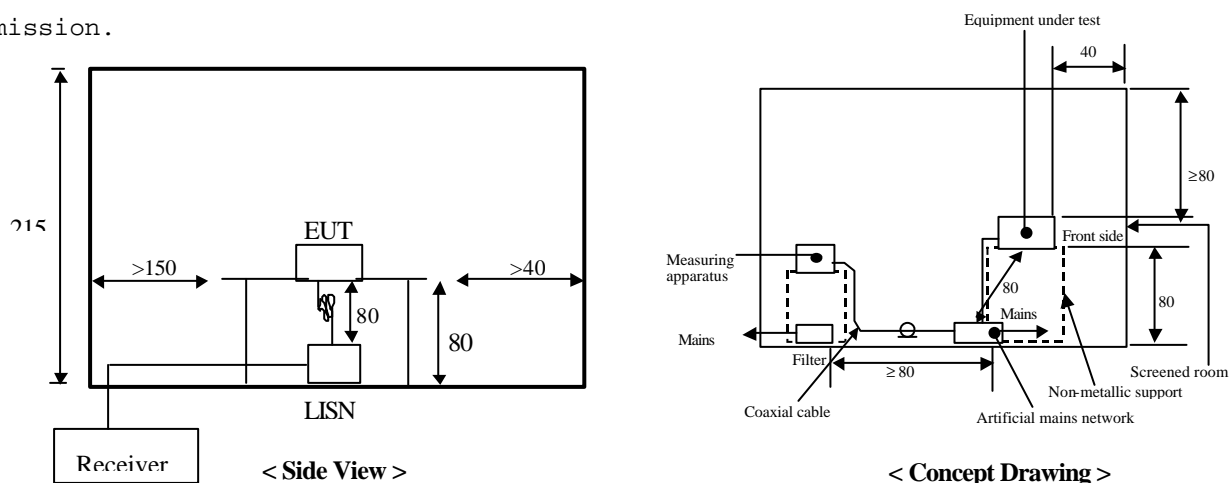 mission.
EUT
>150
>40
80
80
LISN
Receiver
< Side View >
Equipment under test
40
≥80
Front side
Measuring
apparatus
80
80
Mains
Mains
Filter
≥ 80
Screened room
Non-metallic support
Coaxial cable
Artificial mains network
< Concept Drawing >